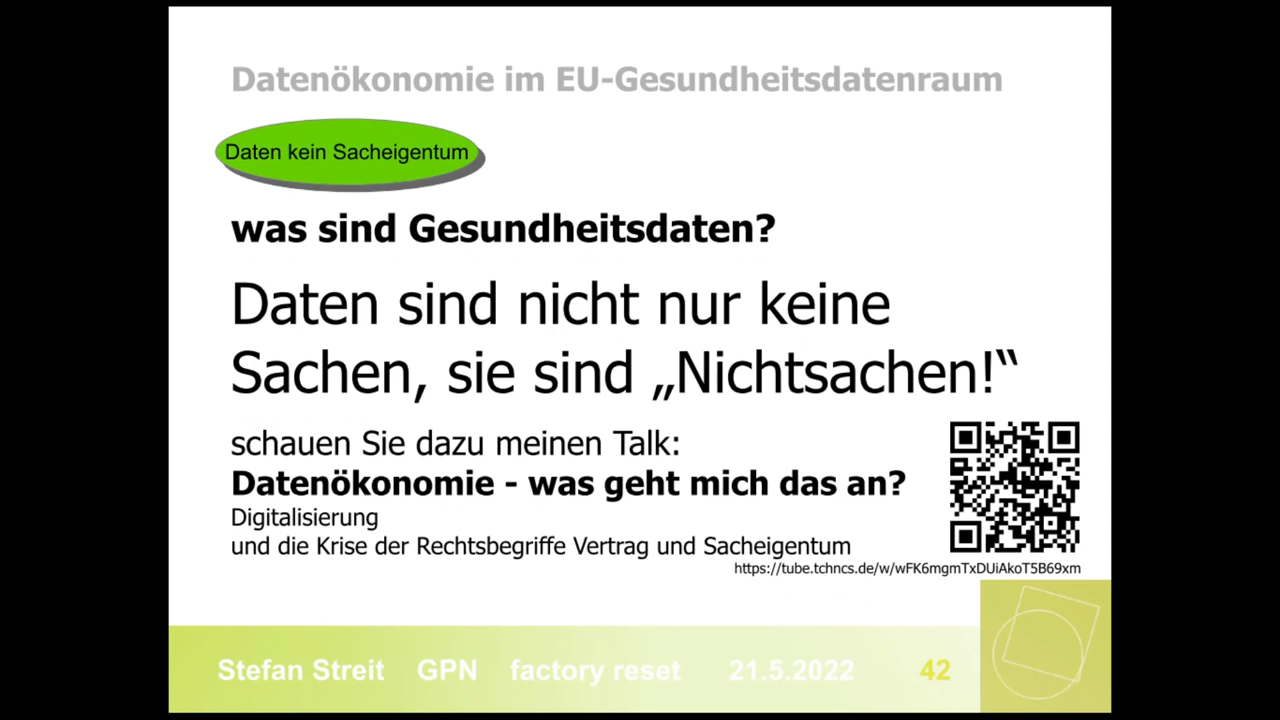 Datenökonomie im EU-Gesundheitsdatenraum
Daten kein Sacheigentum
was sind Gesundheitsdaten?
Daten sind nicht nur keine
Sachen, sie sind „Nichtsachen!“
schauen Sie dazu meinen Talk:
Datenökonomie - was geht mich das an?
Digitalisierung
und die Krise der Rechtsbegriffe Vertrag und Sacheigentum
https://tube.tchncs.de/w/wFK6mgmTxDUiAkoT5B69xm
Stefan Streit GPN factory reset 21.5.2022 42